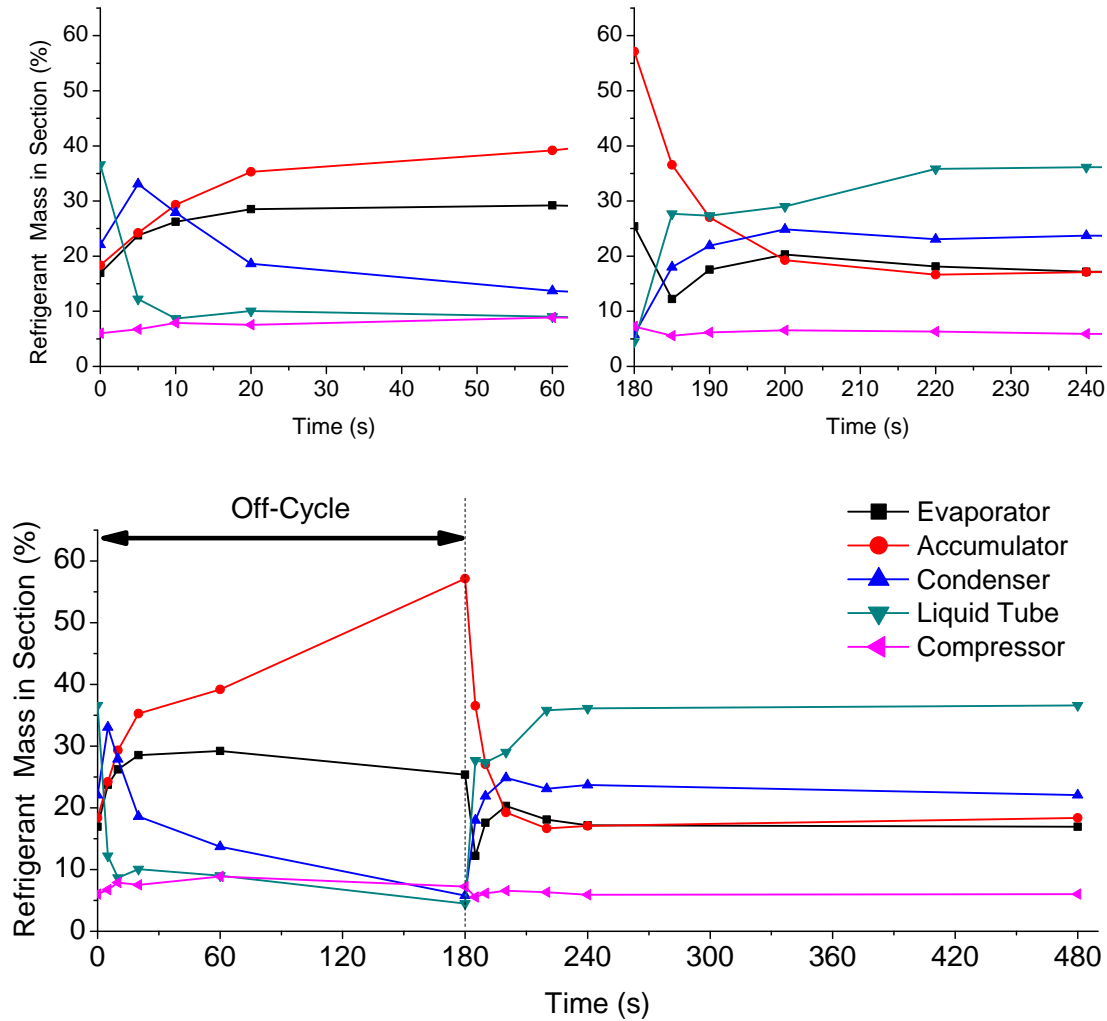 60
50
40
30
20
10
0
Refrigerant Mass in Section (%)
0 10 20 30 40 50 60
Time (s)
60
50
40
30
20
10
0
180 190 200 210 220 230 240
Time (s)
Off-Cycle
Evaporator
Accumulator
Condenser
Liquid Tube
Compressor
60
50
40
30
20
10
0
Refrigerant Mass in Section (%)
0 60 120 180 240 300 360 420 480
Time (s)